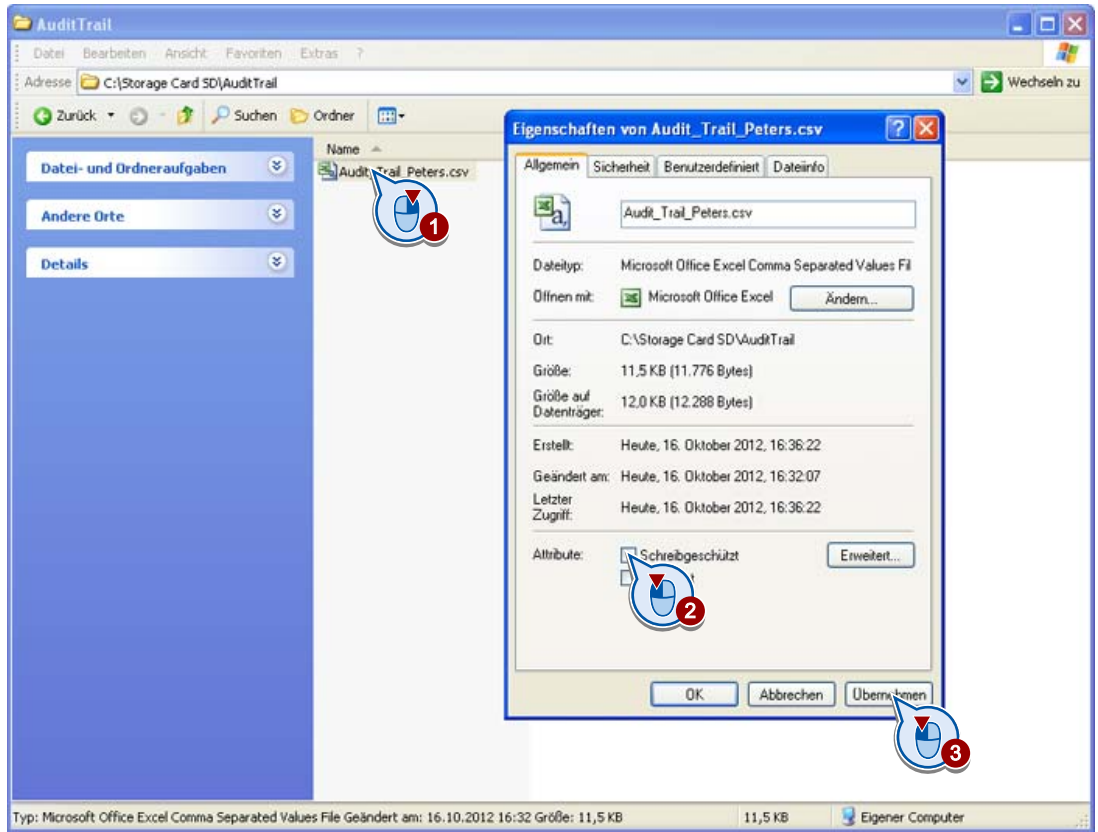 AuditTrail
Datei Bearbeiten Ansicht Favoriten Extras ?
Adresse C:\Storage Card SD\AuditTrail Wechseln zu
Zurück Suchen Ordner
Name
Audit_Trail_Peters.csv
Datei- und Ordneraufgaben
Andere Orte
Details
1
Eigenschaften von Audit_Trail_Peters.csv
Allgemein Sicherheit Benutzerdefiniert Dateiinfo
a,
Audit_Trail_Peters.csv
Dateityp: Microsoft Office Excel Comma Separated Values Fil
Öffnen mit: Microsoft Office Excel Ändern...
Ort: C:\Storage Card SD\AuditTrail
Größe: 11,5 KB (11.776 Bytes)
Größe auf
Datenträger: 12,0 KB (12.288 Bytes)
Erstellt: Heute, 16. Oktober 2012, 16:36:22
Geändert am: Heute, 16. Oktober 2012, 16:32:07
Letzter
Zugriff: Heute, 16. Oktober 2012, 16:36:22
Attribute: Schreibgeschützt Erweitert...
2
OK Abbrechen Übernehmen
3
Typ: Microsoft Office Excel Comma Separated Values File Geändert am: 16.10.2012 16:32 Größe: 11,5 KB 11,5 KB Eigener Computer